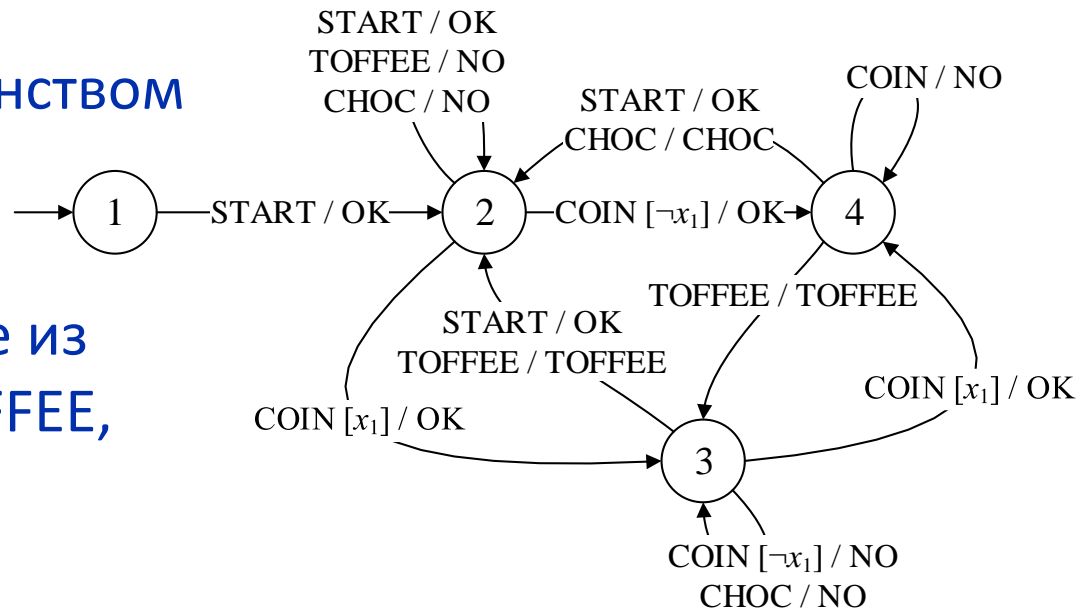 START / OK
TOFFEE / NO
CHOC / NO
нством
START / OK
CHOC / CHOC
COIN / NO
1
START / OK
2
COIN [¬x₁] / OK
4
TOFFEE / TOFFEE
е из
FFEE,
START / OK
TOFFEE / TOFFEE
COIN [x₁] / OK
COIN [x₁] / OK
3
COIN [¬x₁] / NO
CHOC / NO